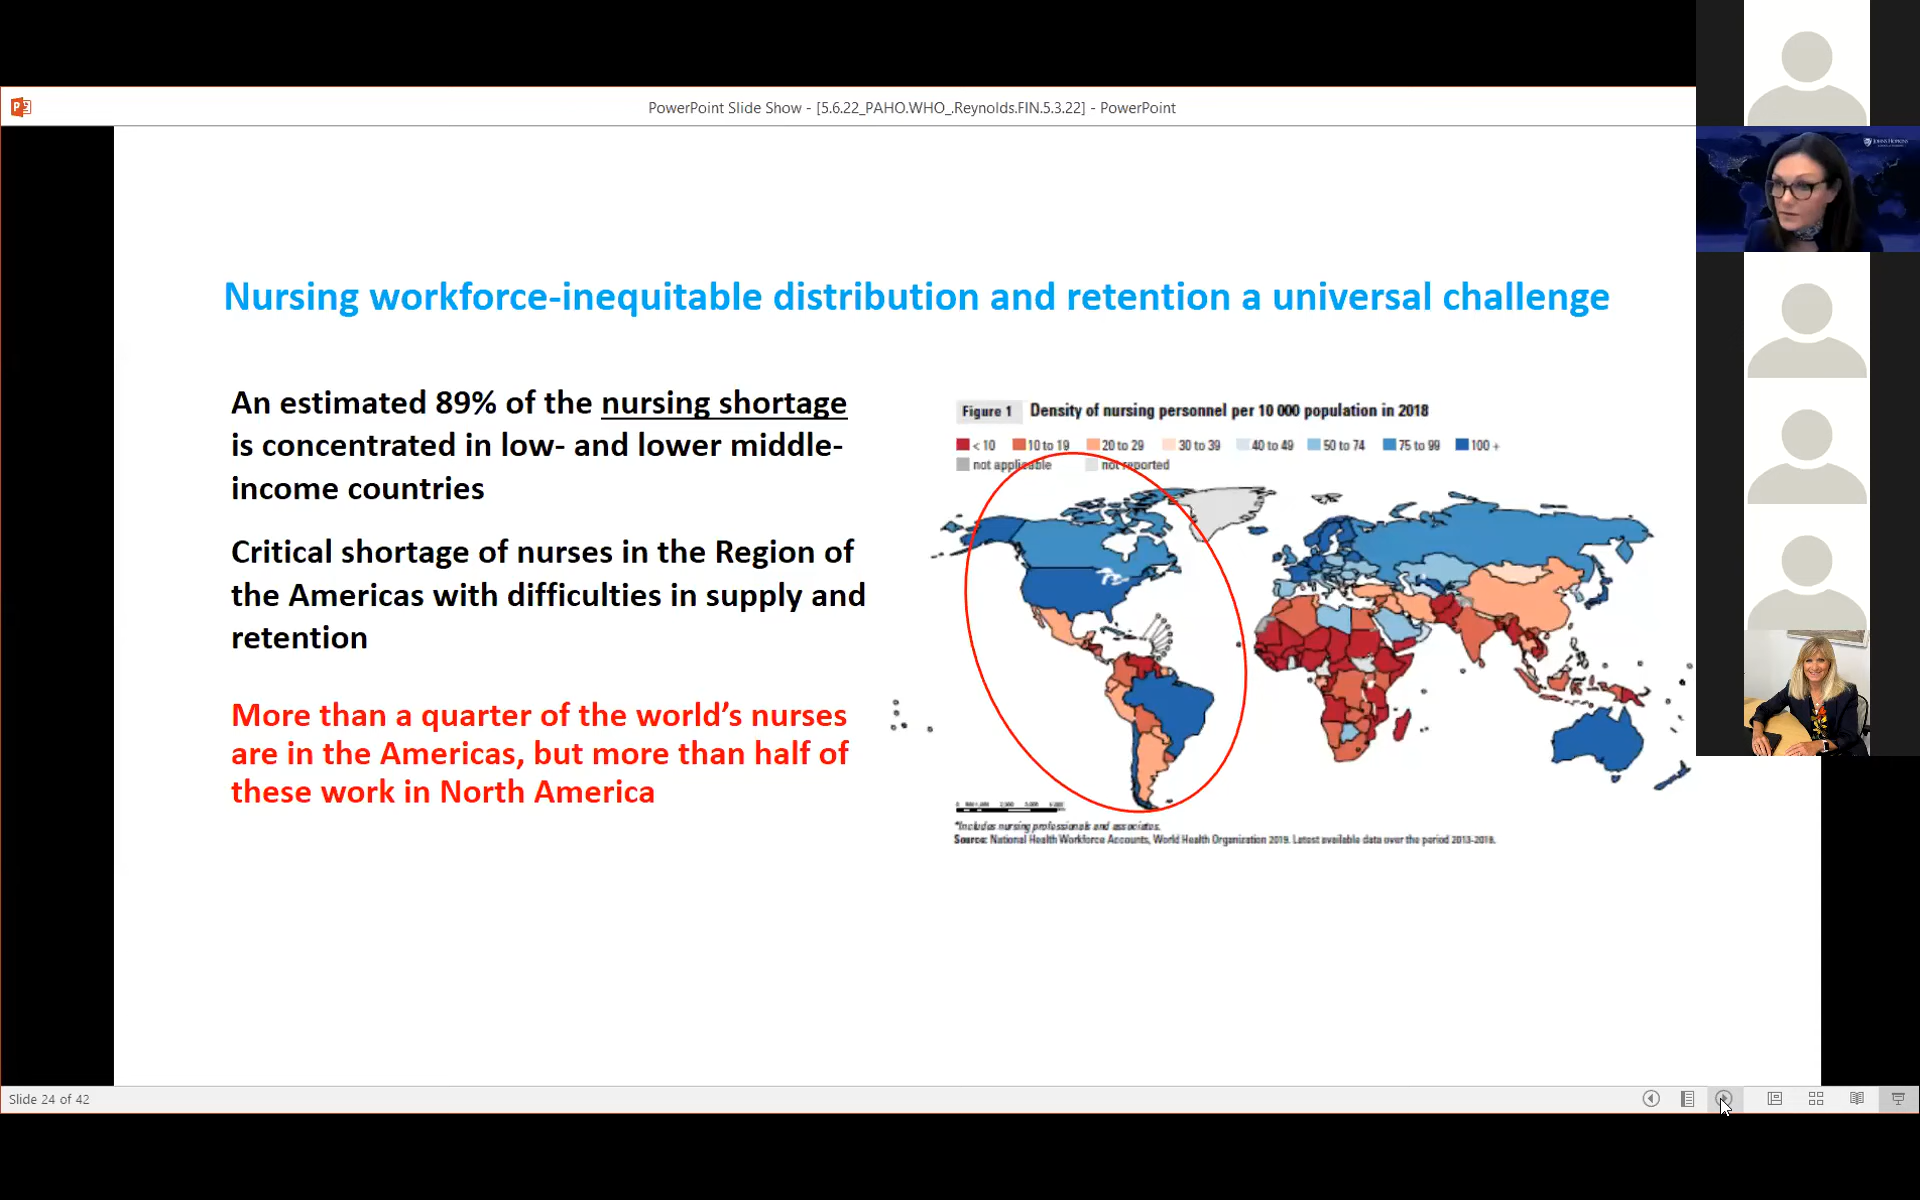 PowerPoint Slide Show - [5.6.22_PAHO.WHO_.Reynolds.FIN.5.3.22] - PowerPoint
JOHNS HOPKINS
Nursing workforce-inequitable distribution and retention a universal challenge
An estimated 89% of the nursing shortage
is concentrated in low- and lower middle-
income countries
Critical shortage of nurses in the Region of
the Americas with difficulties in supply and
retention
More than a quarter of the world’s nurses
are in the Americas, but more than half of
these work in North America
Figure 1 Density of nursing personnel per 10 000 population in 2018
< 10 10 to 19 20 to 29 30 to 39 40 to 49 50 to 74 75 to 99 100 +
not applicable not reported
*Includes nursing professionals and associates.
Source: National Health Workforce Accounts, World Health Organization 2019. Latest available data over the period 2013-2018.
Slide 24 of 42